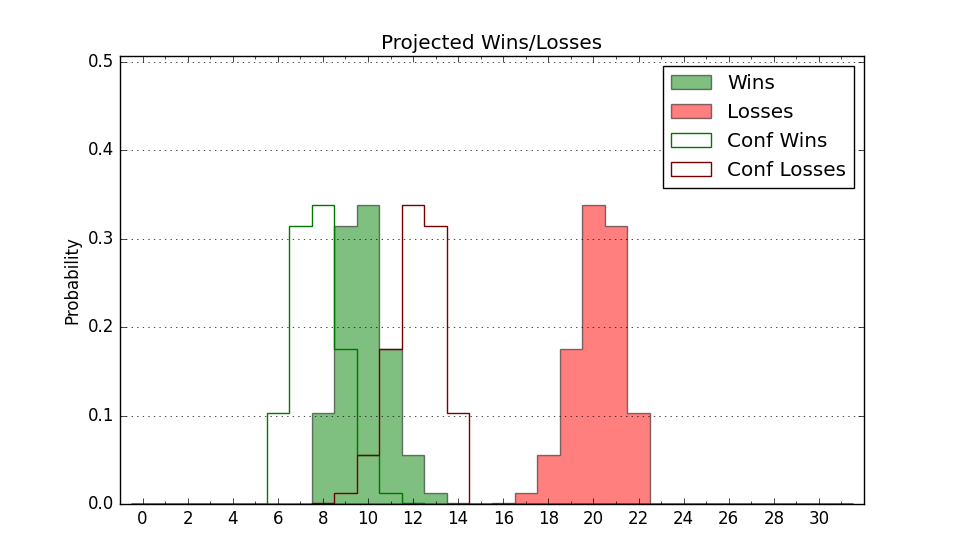 Projected Wins/Losses
Probability
0.5
0.4
0.3
0.2
0.1
0.0
Wins
Losses
Conf Wins
Conf Losses
0 2 4 6 8 10 12 14 16 18 20 22 24 26 28 30